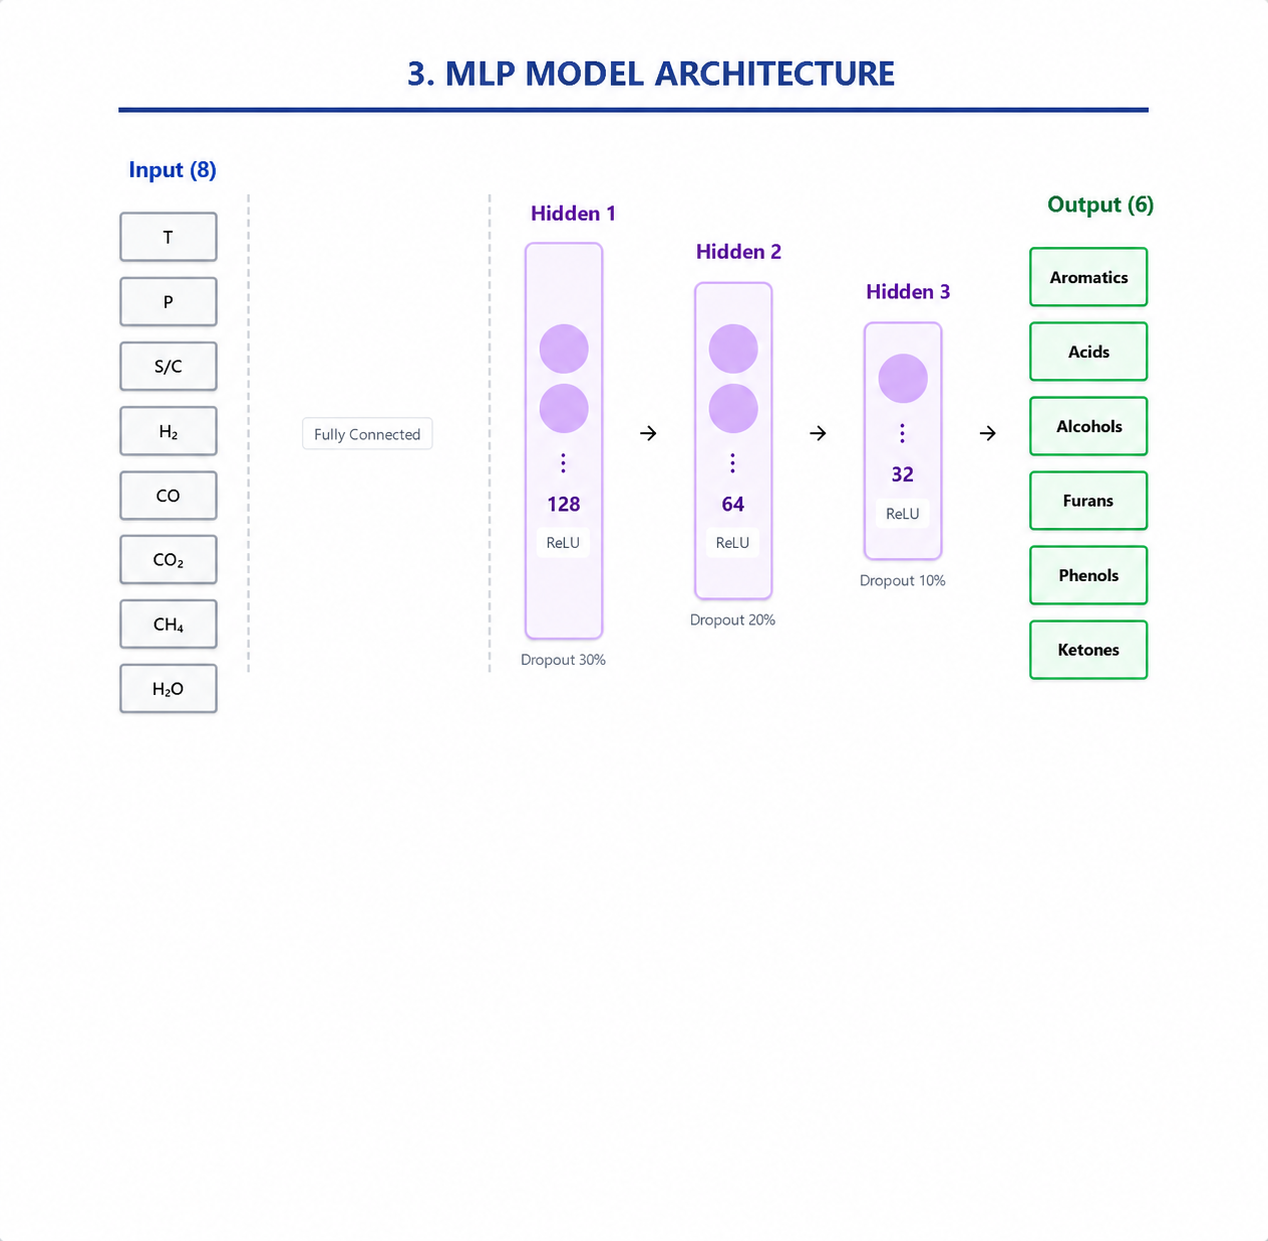 3. MLP MODEL ARCHITECTURE
Input (8)
T
P
S/C
H₂
CO
CO₂
CH₄
H₂O
Fully Connected
Hidden 1
⋮
128
ReLU
Dropout 30%
Hidden 2
⋮
64
ReLU
Dropout 20%
Hidden 3
⋮
32
ReLU
Dropout 10%
Output (6)
Aromatics
Acids
Alcohols
Furans
Phenols
Ketones